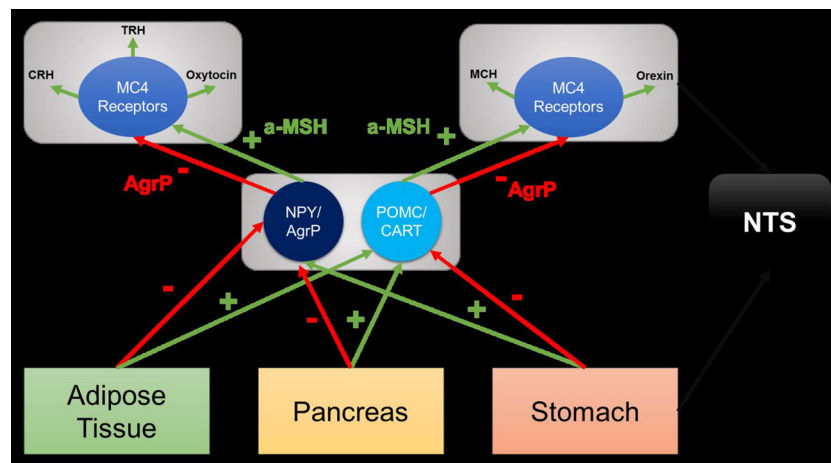 TRH
CRH
Oxytocin
MC4
Receptors
MCH
Orexin
MC4
Receptors
+
a-MSH
a-MSH
+
AgrP
-
-
AgrP
NPY/
AgrP
POMC/
CART
NTS
-
+
-
+
+
-
Adipose
Tissue
Pancreas
Stomach